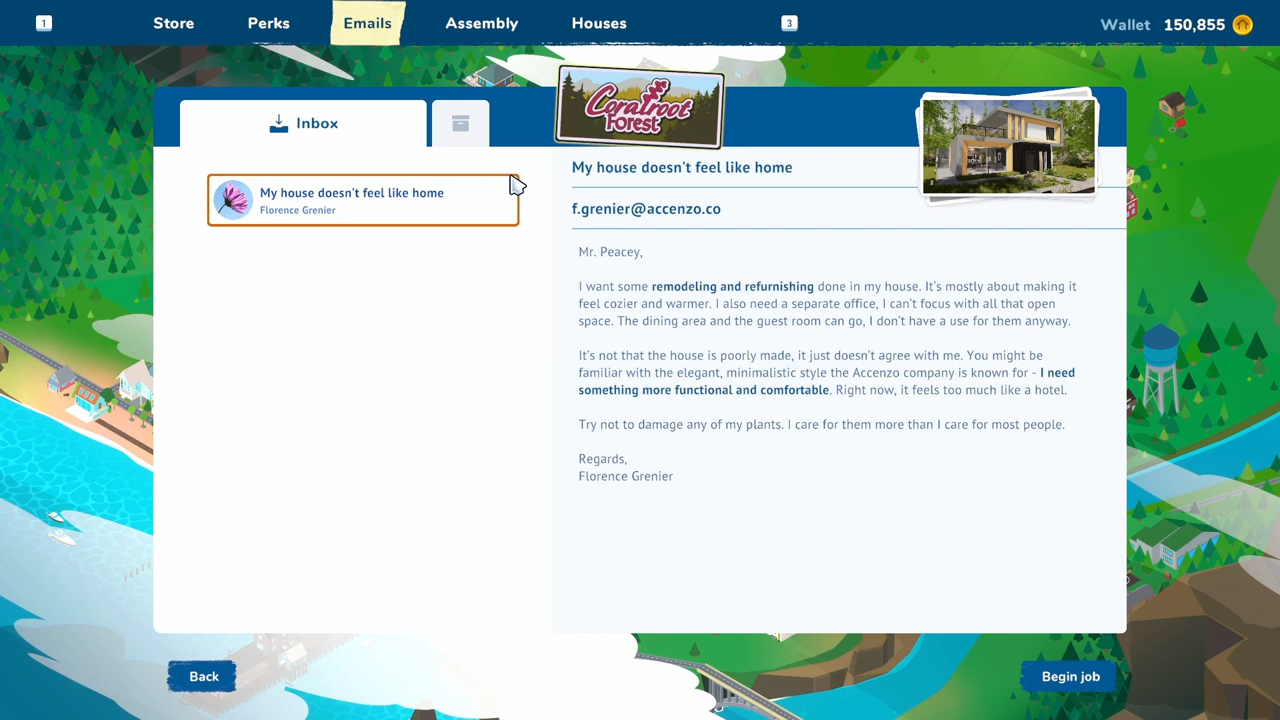 1
Store
Perks
Emails
Assembly
Houses
3
Wallet 150,855
Inbox
Coralroot
FOREST
My house doesn't feel like home
Florence Grenier
My house doesn't feel like home
f.grenier@accenzo.co
Mr. Peacey,
I want some remodeling and refurnishing done in my house. It's mostly about making it
feel cozier and warmer. I also need a separate office, I can't focus with all that open
space. The dining area and the guest room can go, I don't have a use for them anyway.
It's not that the house is poorly made, it just doesn't agree with me. You might be
familiar with the elegant, minimalistic style the Accenzo company is known for - I need
something more functional and comfortable. Right now, it feels too much like a hotel.
Try not to damage any of my plants. I care for them more than I care for most people.
Regards,
Florence Grenier
Back
Begin job